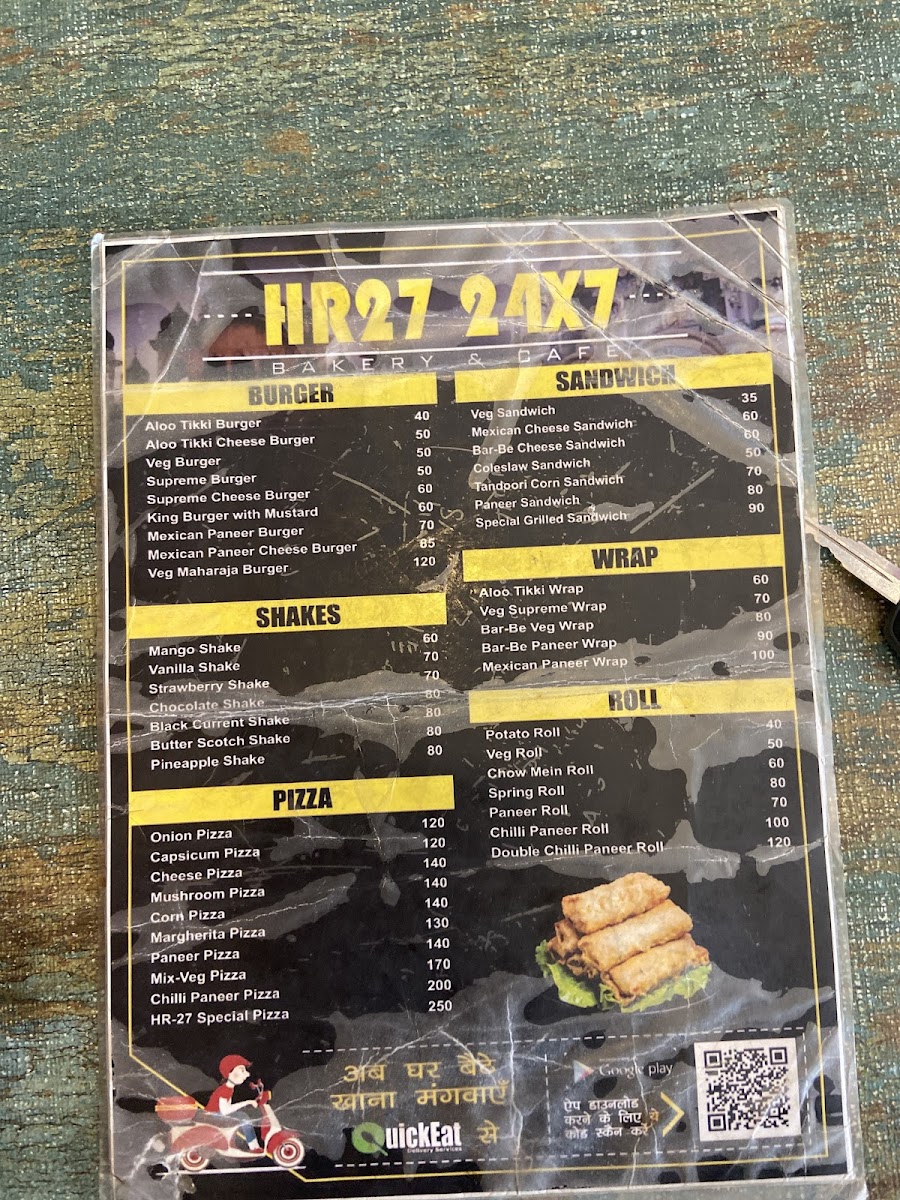 HR27 24X7
BAKERY & CAFE
BURGER
Aloo Tikki Burger 40
Aloo Tikki Cheese Burger 50
Veg Burger 50
Supreme Burger 50
Supreme Cheese Burger 60
King Burger with Mustard 60
Mexican Paneer Burger 70
Mexican Paneer Cheese Burger 85
Veg Maharaja Burger 120
SHAKES
Mango Shake 60
Vanilla Shake 70
Strawberry Shake 70
Chocolate Shake 80
Black Current Shake 80
Butter Scotch Shake 80
Pineapple Shake 80
PIZZA
Onion Pizza 120
Capsicum Pizza 120
Cheese Pizza 140
Mushroom Pizza 140
Corn Pizza 140
Margherita Pizza 130
Paneer Pizza 140
Mix-Veg Pizza 170
Chilli Paneer Pizza 200
HR-27 Special Pizza 250
SANDWICH
Veg Sandwich 35
Mexican Cheese Sandwich 60
Bar-Be Cheese Sandwich 60
Coleslaw Sandwich 50
Tandoori Corn Sandwich 70
Paneer Sandwich 80
Special Grilled Sandwich 90
WRAP
Aloo Tikki Wrap 60
Veg Supreme Wrap 70
Bar-Be Veg Wrap 80
Bar-Be Paneer Wrap 90
Mexican Paneer Wrap 100
ROLL
Potato Roll 40
Veg Roll 50
Chow Mein Roll 60
Spring Roll 80
Paneer Roll 70
Chilli Paneer Roll 100
Double Chilli Paneer Roll 120
अब घर बैठे
खाना मंगवाएँ
QuickEat से
Delivery Services
Google play
ऐप डाउनलोड
करने के लिए ये
कोड स्कैन करें